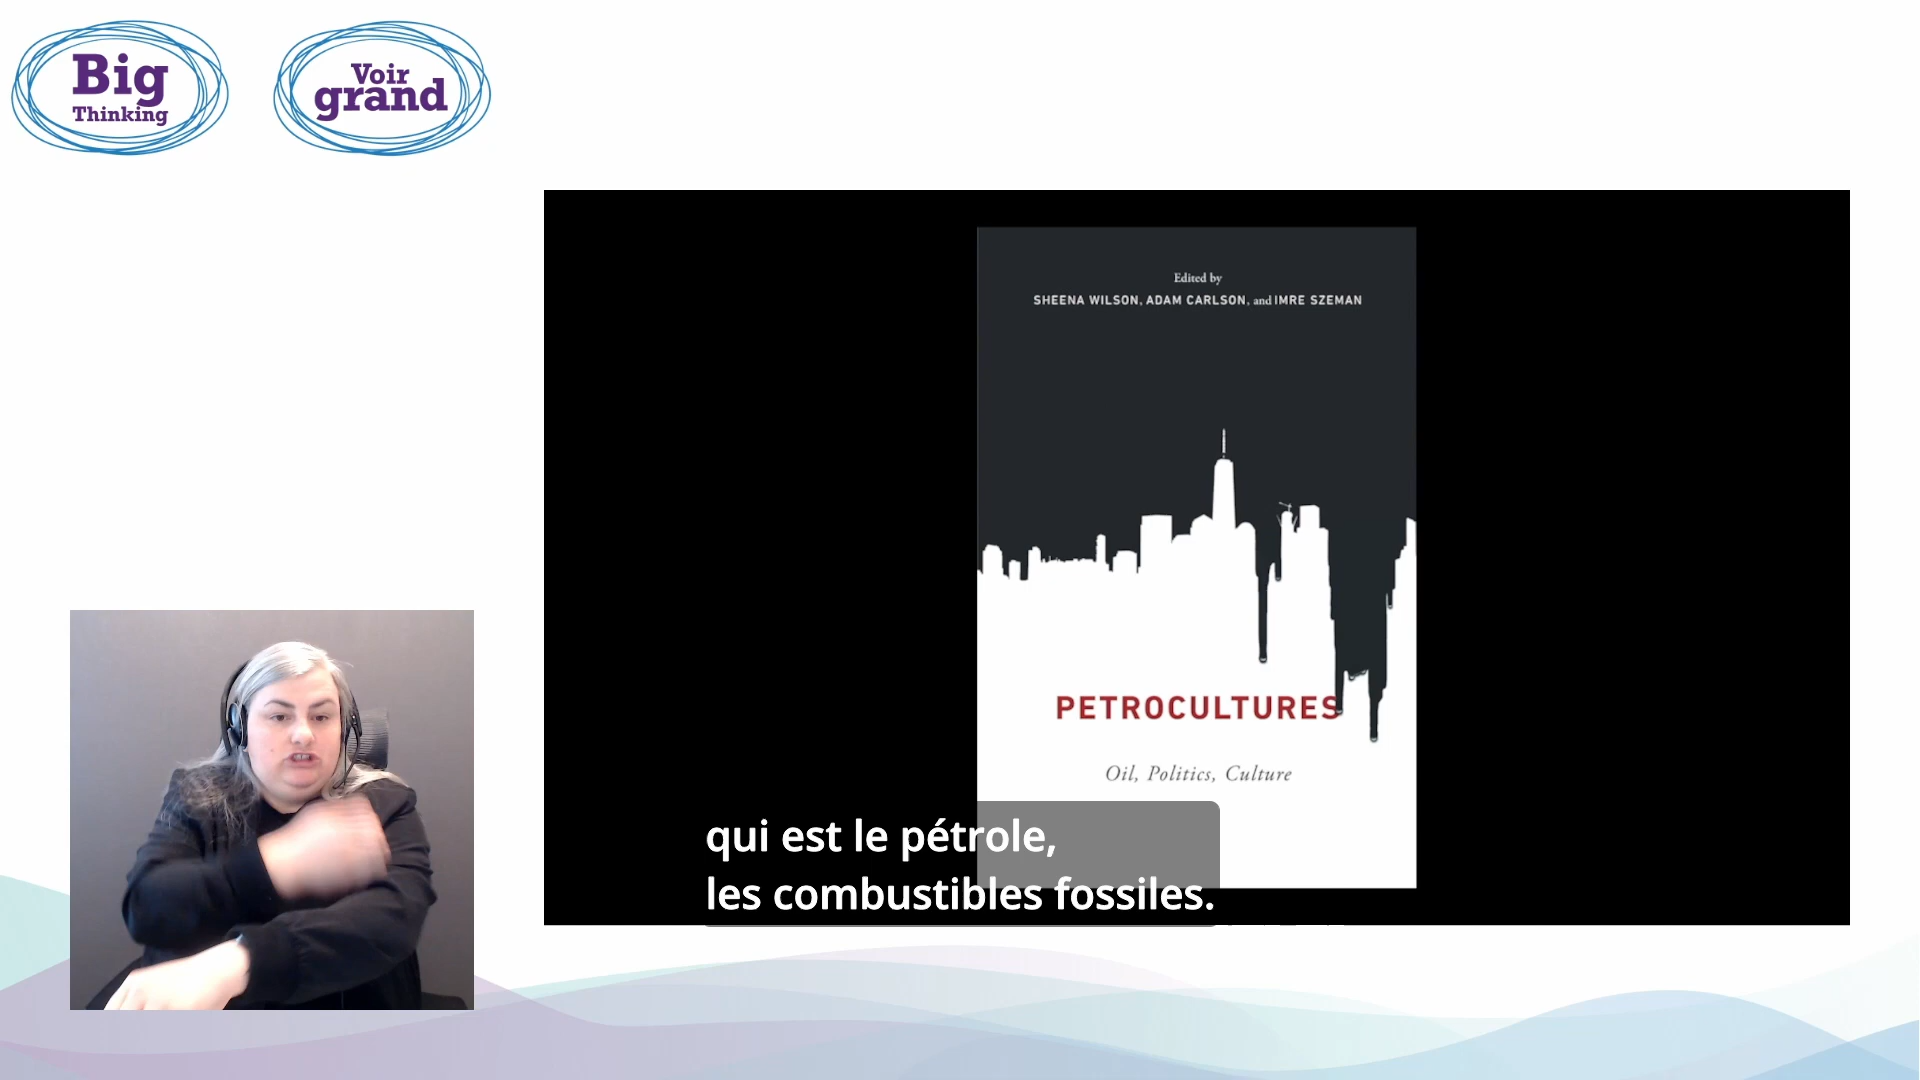 Big
Thinking
Voir
grand
Edited by
SHEENA WILSON, ADAM CARLSON, and IMRE SZEMAN
PETROCULTURES
Oil, Politics, Culture
qui est le pétrole,
les combustibles fossiles.